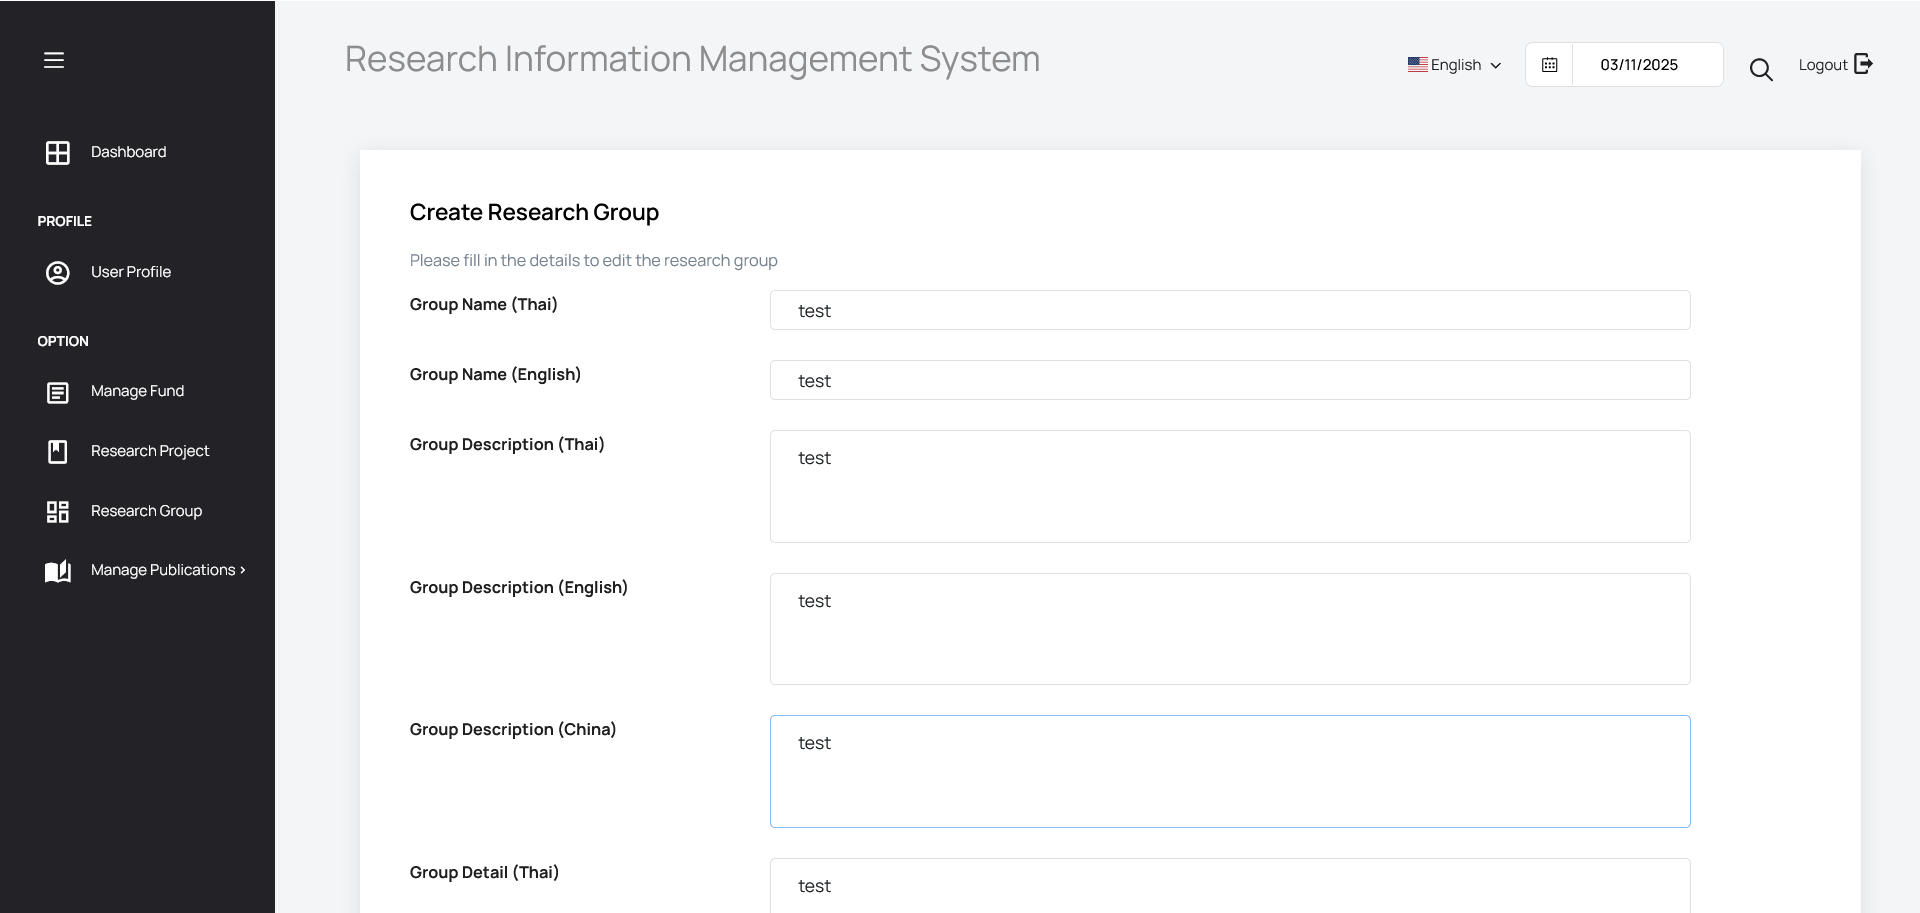 Research Information Management System
English
03/11/2025
Logout
Dashboard
PROFILE
User Profile
OPTION
Manage Fund
Research Project
Research Group
Manage Publications ›
Create Research Group
Please fill in the details to edit the research group
Group Name (Thai)
test
Group Name (English)
test
Group Description (Thai)
test
Group Description (English)
test
Group Description (China)
test
Group Detail (Thai)
test